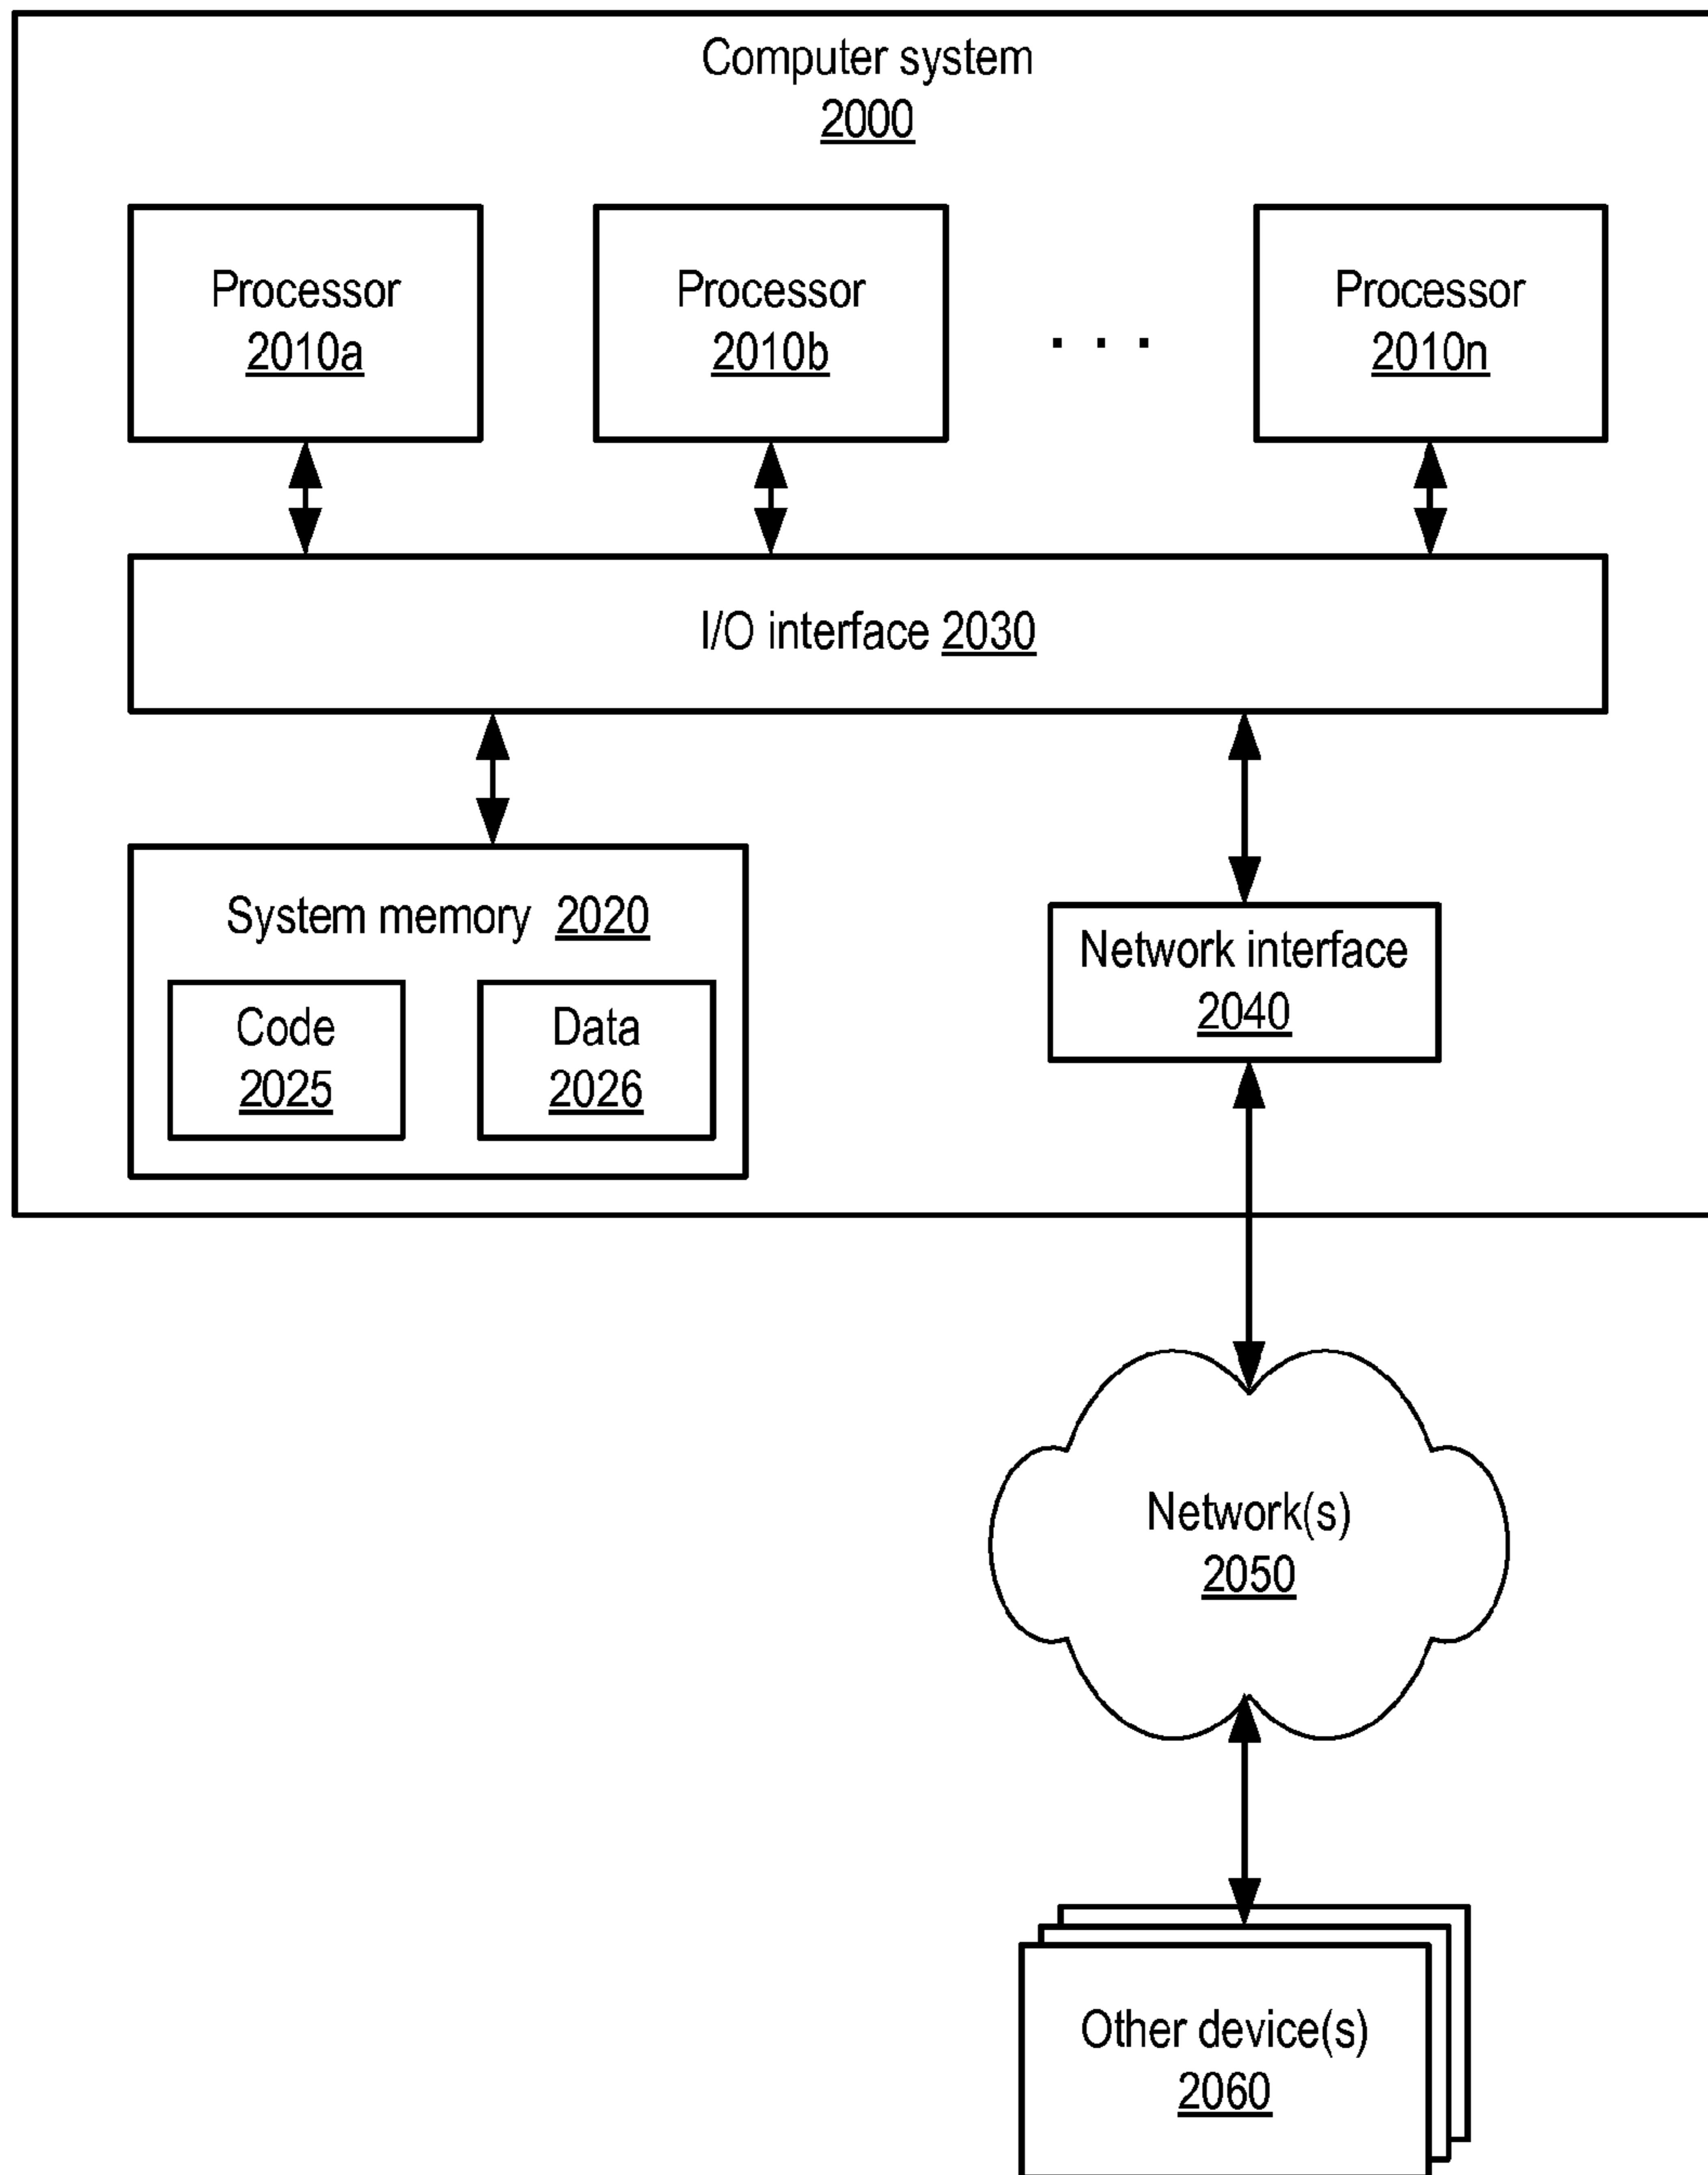 Computer system
2000
Processor
2010a
Processor
2010b
. . .
Processor
2010n
I/O interface 2030
System memory 2020
Code
2025
Data
2026
Network interface
2040
Network(s)
2050
Other device(s)
2060